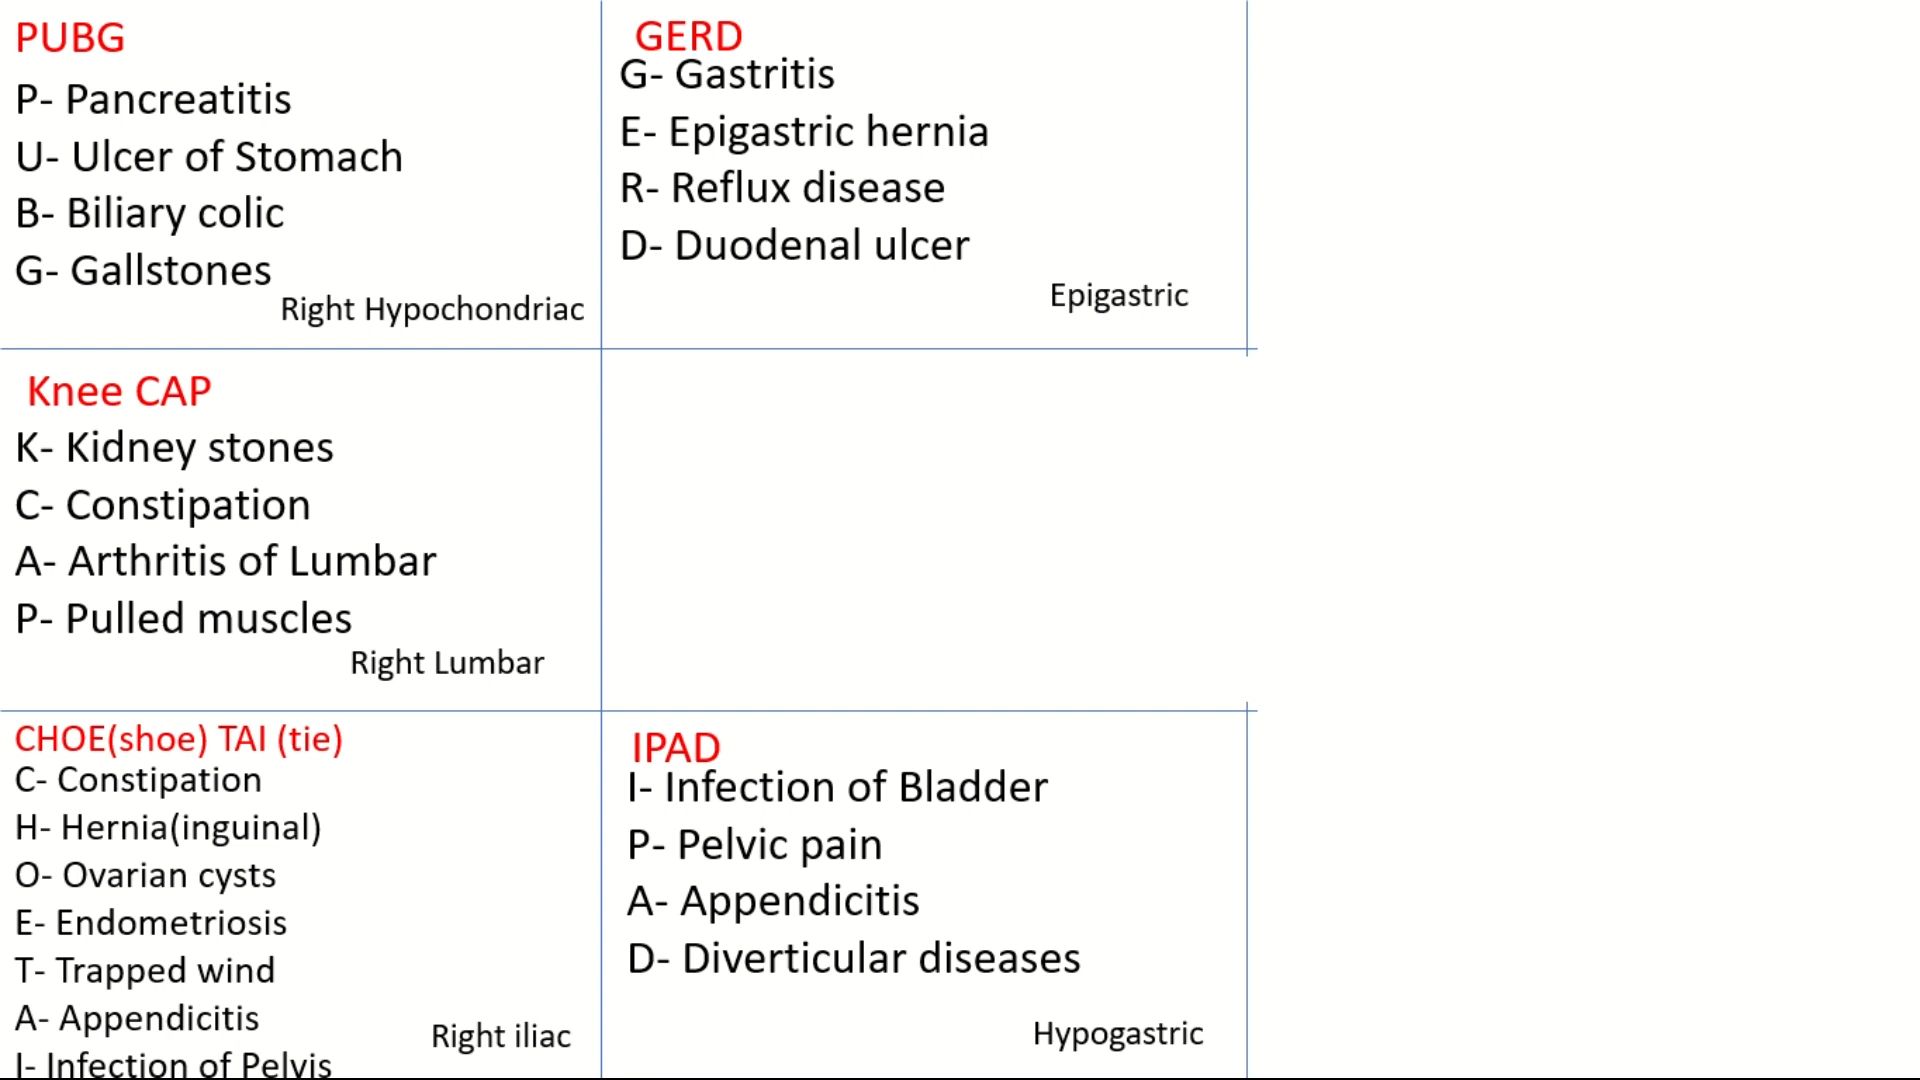 PUBG
P- Pancreatitis
U- Ulcer of Stomach
B- Biliary colic
G- Gallstones
Right Hypochondriac
GERD
G- Gastritis
E- Epigastric hernia
R- Reflux disease
D- Duodenal ulcer
Epigastric
Knee CAP
K- Kidney stones
C- Constipation
A- Arthritis of Lumbar
P- Pulled muscles
Right Lumbar
CHOE(shoe) TAI (tie)
C- Constipation
H- Hernia(inguinal)
O- Ovarian cysts
E- Endometriosis
T- Trapped wind
A- Appendicitis
I- Infection of Pelvis
Right iliac
IPAD
I- Infection of Bladder
P- Pelvic pain
A- Appendicitis
D- Diverticular diseases
Hypogastric